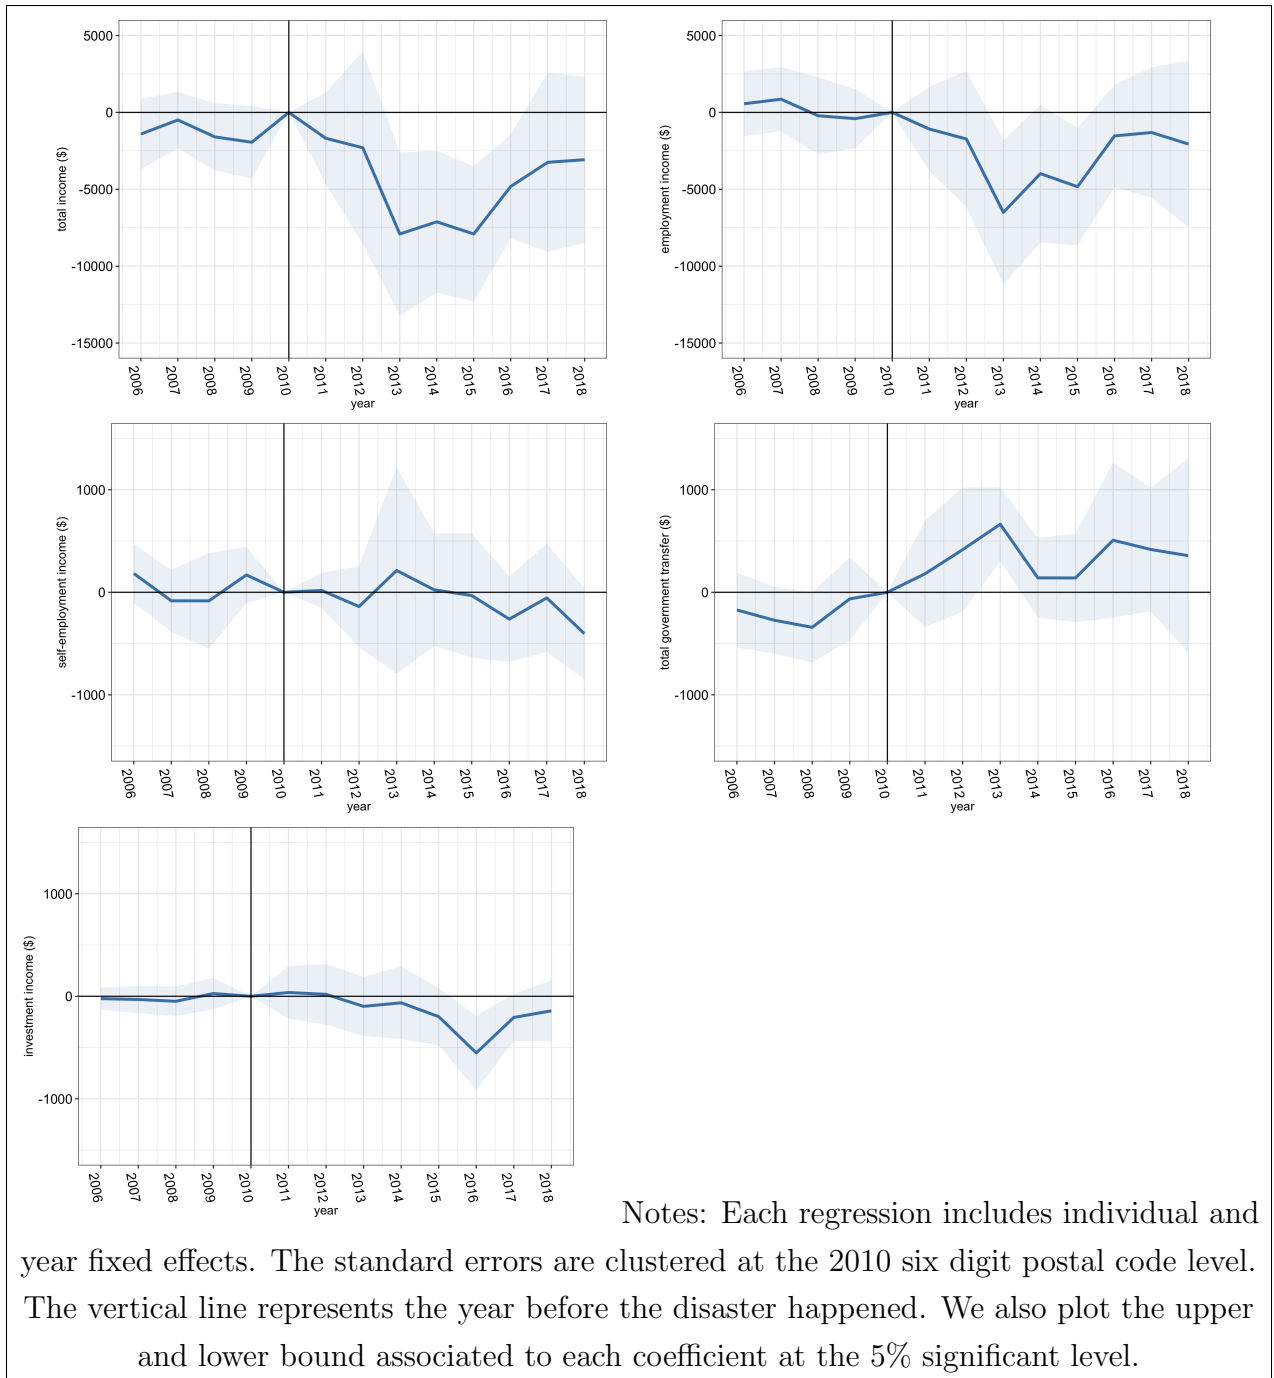 5000
0
-5000
-10000
-15000
total income ($)
2006 2007 2008 2009 2010 2011 2012 2013 2014 2015 2016 2017 2018
year
5000
0
-5000
-10000
-15000
employment income ($)
2006 2007 2008 2009 2010 2011 2012 2013 2014 2015 2016 2017 2018
year
1000
0
-1000
self-employment income ($)
2006 2007 2008 2009 2010 2011 2012 2013 2014 2015 2016 2017 2018
year
1000
0
-1000
total government transfer ($)
2006 2007 2008 2009 2010 2011 2012 2013 2014 2015 2016 2017 2018
year
1000
0
-1000
investment income ($)
2006 2007 2008 2009 2010 2011 2012 2013 2014 2015 2016 2017 2018
year
Notes: Each regression includes individual and
year fixed effects. The standard errors are clustered at the 2010 six digit postal code level.
The vertical line represents the year before the disaster happened. We also plot the upper
and lower bound associated to each coefficient at the 5% significant level.